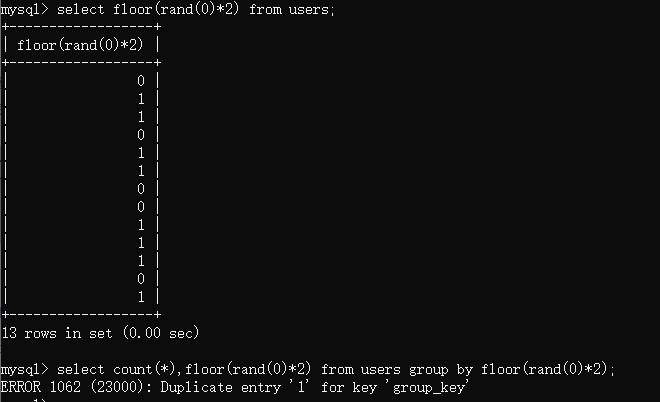 mysql> select floor(rand(0)*2) from users;
+------------------+
| floor(rand(0)*2) |
+------------------+
|                0 |
|                1 |
|                1 |
|                0 |
|                1 |
|                1 |
|                0 |
|                0 |
|                1 |
|                1 |
|                1 |
|                0 |
|                1 |
+------------------+
13 rows in set (0.00 sec)

mysql> select count(*),floor(rand(0)*2) from users group by floor(rand(0)*2);
ERROR 1062 (23000): Duplicate entry '1' for key 'group_key'